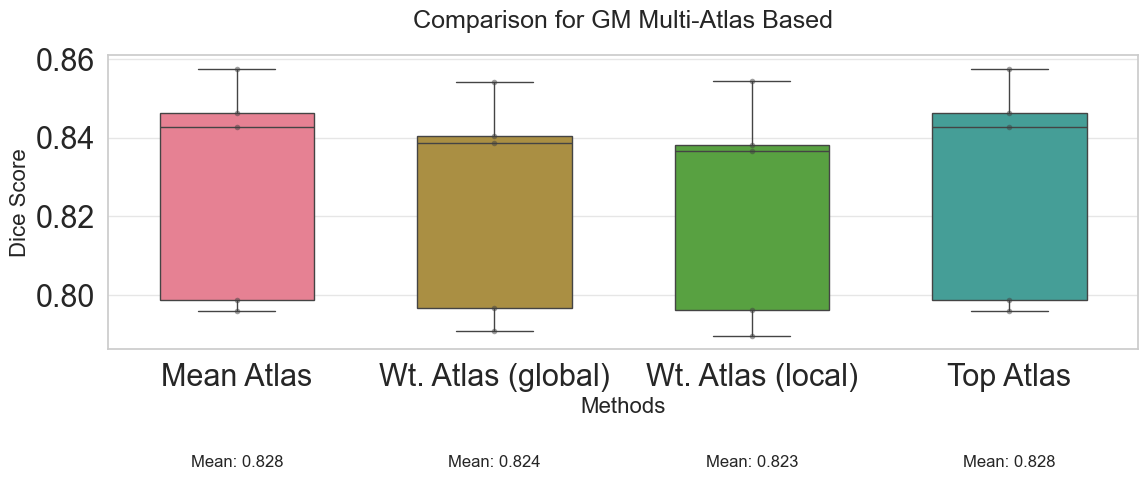 Comparison for GM Multi-Atlas Based
Dice Score
0.86
0.84
0.82
0.80
Mean Atlas Wt. Atlas (global) Wt. Atlas (local) Top Atlas
Methods
Mean: 0.828 Mean: 0.824 Mean: 0.823 Mean: 0.828